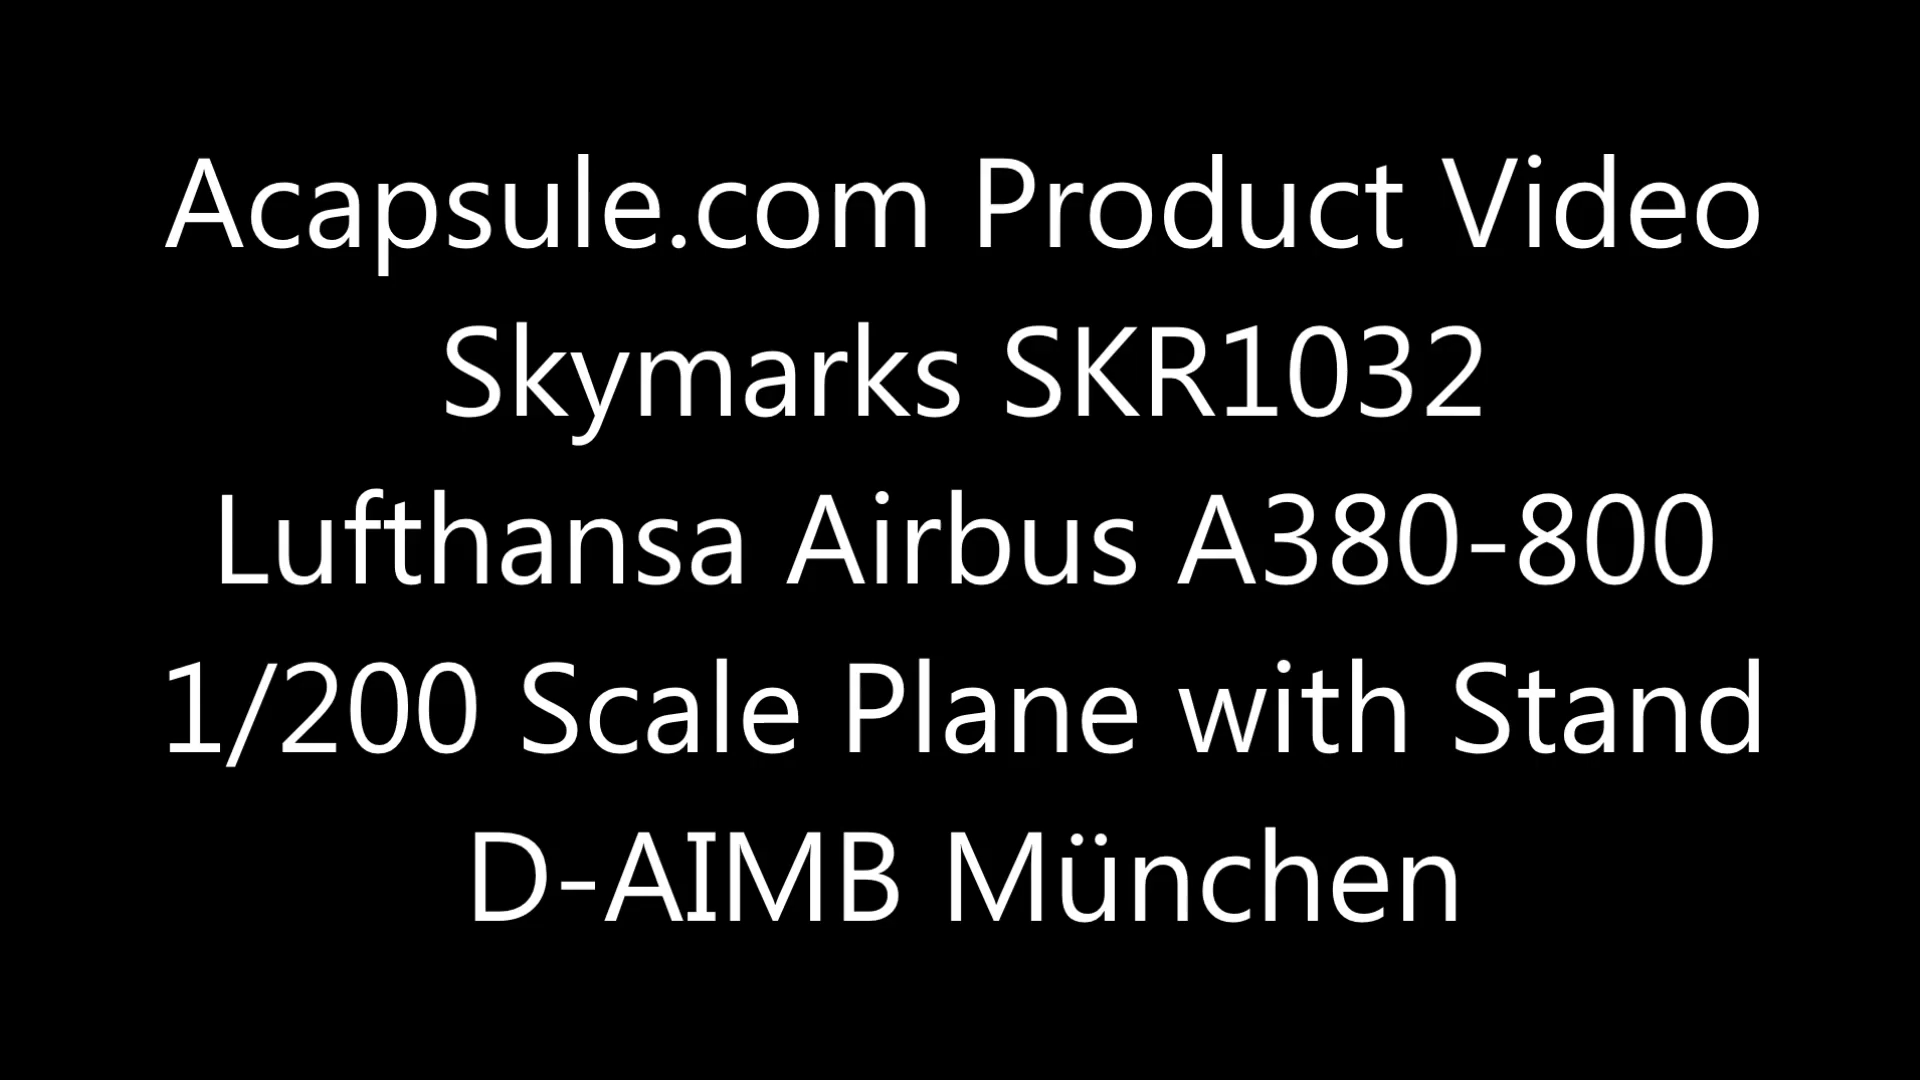 Acapsule.com Product Video
Skymarks SKR1032
Lufthansa Airbus A380-800
1/200 Scale Plane with Stand
D-AIMB München